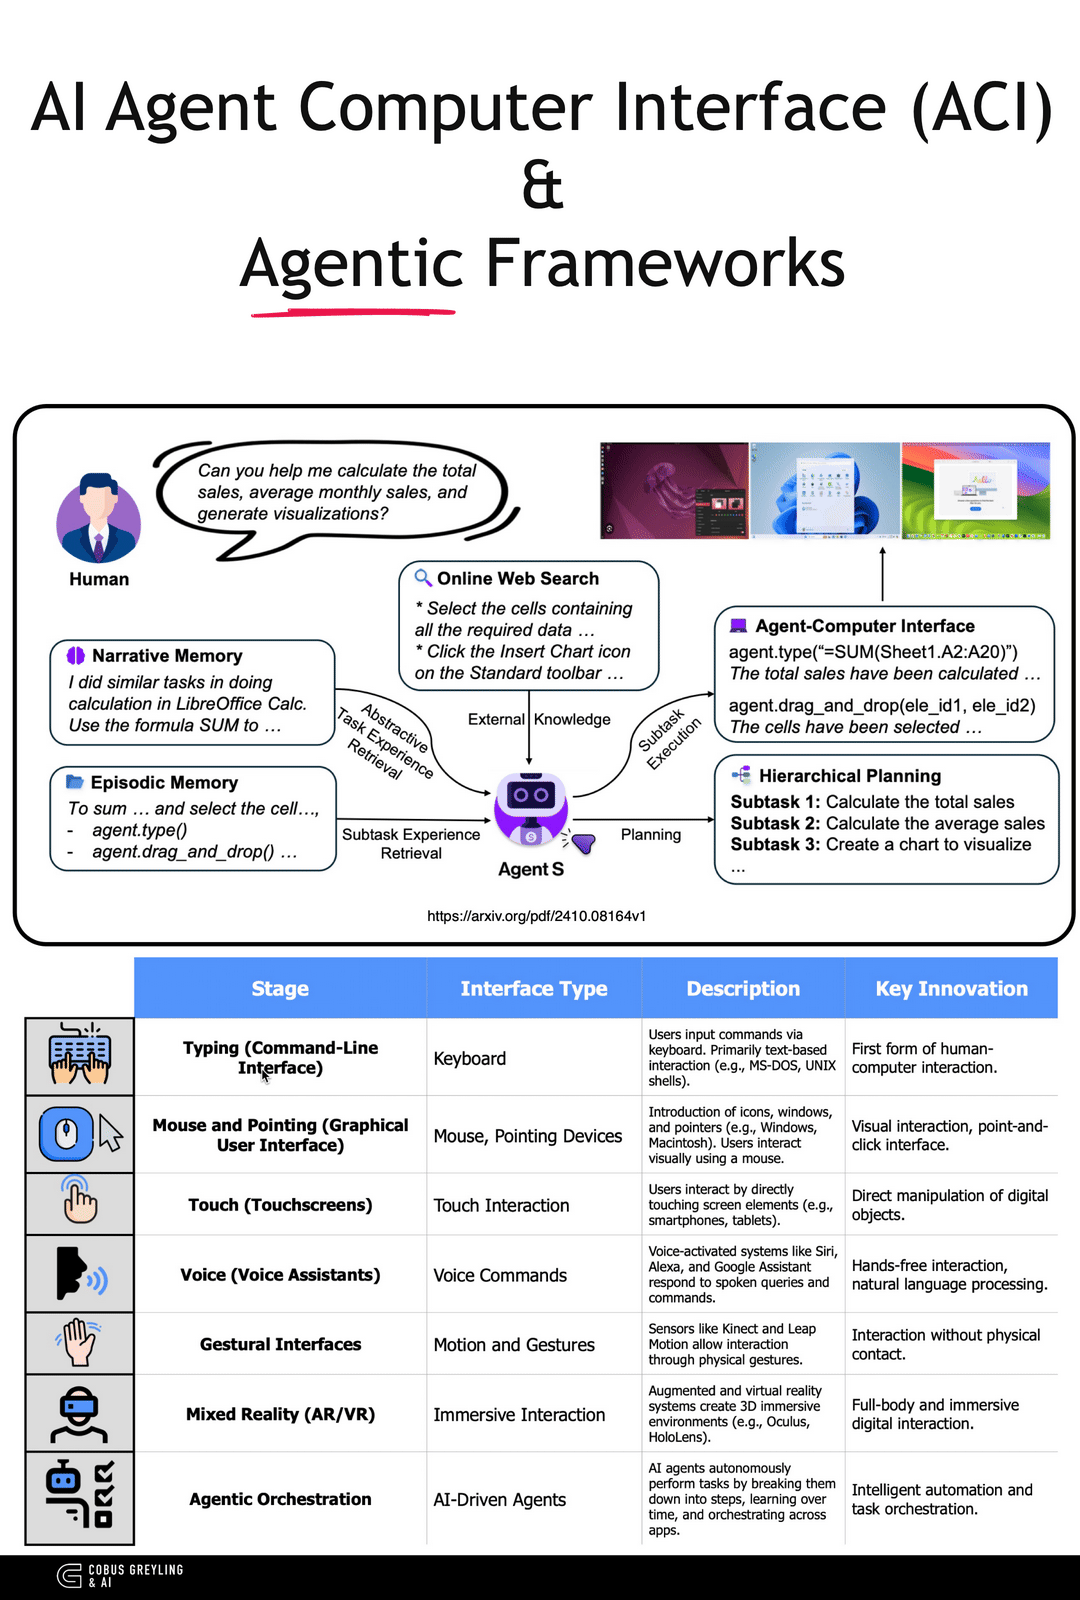 AI Agent Computer Interface (ACI)
&
Agentic Frameworks
Can you help me calculate the total
sales, average monthly sales, and
generate visualizations?
Human
Online Web Search
* Select the cells containing
all the required data …
* Click the Insert Chart icon
on the Standard toolbar …
Narrative Memory
I did similar tasks in doing
calculation in LibreOffice Calc.
Use the formula SUM to …
Episodic Memory
To sum … and select the cell…,
- agent.type()
- agent.drag_and_drop() …
Abstractive
Task Experience
Retrieval
External Knowledge
Subtask
Execution
Subtask Experience
Retrieval
Planning
Agent S
Agent-Computer Interface
agent.type(“=SUM(Sheet1.A2:A20)”)
The total sales have been calculated …
agent.drag_and_drop(ele_id1, ele_id2)
The cells have been selected …
Hierarchical Planning
Subtask 1: Calculate the total sales
Subtask 2: Calculate the average sales
Subtask 3: Create a chart to visualize
…
https://arxiv.org/pdf/2410.08164v1
Stage Interface Type Description Key Innovation
Typing (Command-Line
Interface)
Keyboard
Users input commands via
keyboard. Primarily text-based
interaction (e.g., MS-DOS, UNIX
shells).
First form of human-
computer interaction.
Mouse and Pointing (Graphical
User Interface)
Mouse, Pointing Devices
Introduction of icons, windows,
and pointers (e.g., Windows,
Macintosh). Users interact
visually using a mouse.
Visual interaction, point-and-
click interface.
Touch (Touchscreens)
Touch Interaction
Users interact by directly
touching screen elements (e.g.,
smartphones, tablets).
Direct manipulation of digital
objects.
Voice (Voice Assistants)
Voice Commands
Voice-activated systems like Siri,
Alexa, and Google Assistant
respond to spoken queries and
commands.
Hands-free interaction,
natural language processing.
Gestural Interfaces
Motion and Gestures
Sensors like Kinect and Leap
Motion allow interaction
through physical gestures.
Interaction without physical
contact.
Mixed Reality (AR/VR)
Immersive Interaction
Augmented and virtual reality
systems create 3D immersive
environments (e.g., Oculus,
HoloLens).
Full-body and immersive
digital interaction.
Agentic Orchestration
AI-Driven Agents
AI agents autonomously
perform tasks by breaking them
down into steps, learning over
time, and orchestrating across
apps.
Intelligent automation and
task orchestration.
COBUS GREYLING
& AI